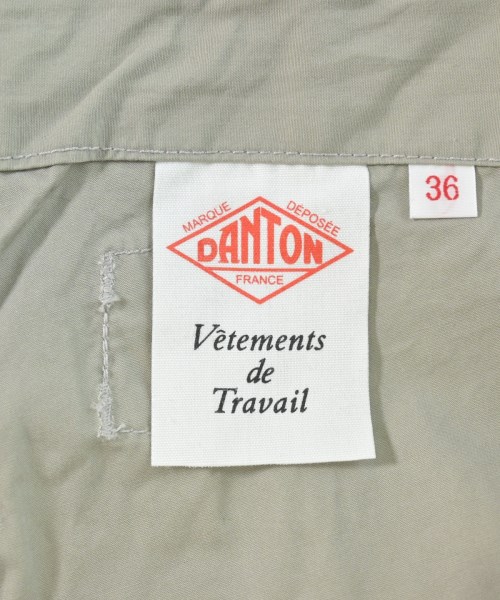 MARQUE DÉPOSÉE
DANTON
FRANCE
Vêtements
de
Travail
36